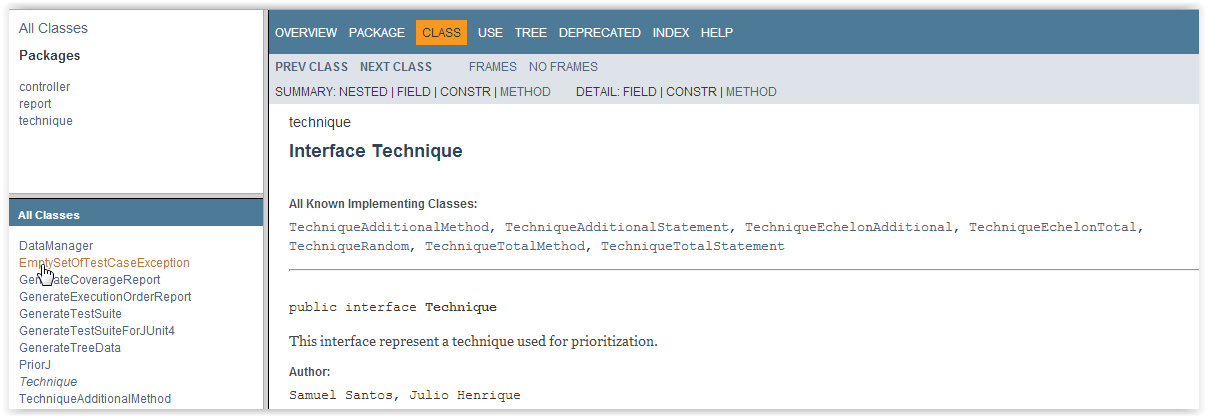 All Classes
Packages
controller
report
technique
All Classes
DataManager
EmptySetOfTestCaseException
GenerateCoverageReport
GenerateExecutionOrderReport
GenerateTestSuite
GenerateTestSuiteForJUnit4
GenerateTreeData
PriorJ
Technique
TechniqueAdditionalMethod
OVERVIEW PACKAGE CLASS USE TREE DEPRECATED INDEX HELP
PREV CLASS NEXT CLASS FRAMES NO FRAMES
SUMMARY: NESTED | FIELD | CONSTR | METHOD DETAIL: FIELD | CONSTR | METHOD
technique
Interface Technique
All Known Implementing Classes:
TechniqueAdditionalMethod, TechniqueAdditionalStatement, TechniqueEchelonAdditional, TechniqueEchelonTotal,
TechniqueRandom, TechniqueTotalMethod, TechniqueTotalStatement
public interface Technique
This interface represent a technique used for prioritization.
Author:
Samuel Santos, Julio Henrique